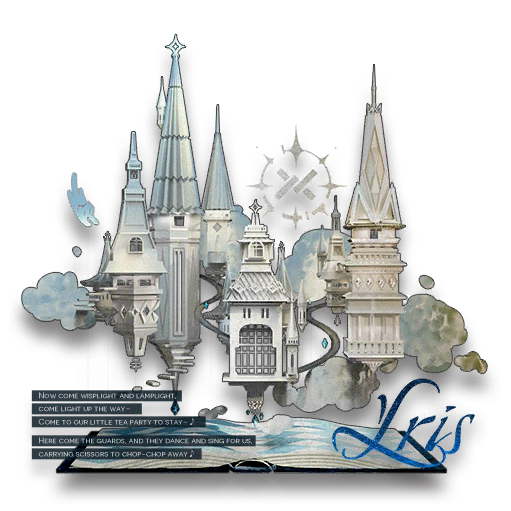 Now come wisplight and lamplight,
come light up the way–
Come to our little tea party to stay–♪
Here come the guards, and they dance and sing for us,
carrying scissors to chop-chop away♪
Lris